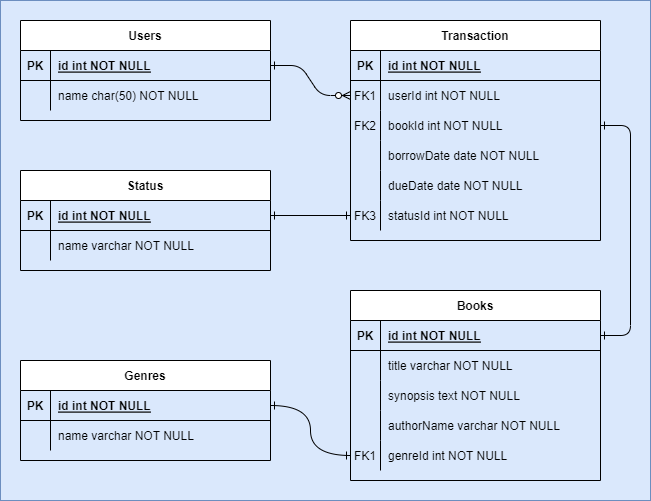 Users
PK id int NOT NULL
name char(50) NOT NULL
Transaction
PK id int NOT NULL
FK1 userId int NOT NULL
FK2 bookId int NOT NULL
borrowDate date NOT NULL
dueDate date NOT NULL
FK3 statusId int NOT NULL
Status
PK id int NOT NULL
name varchar NOT NULL
Books
PK id int NOT NULL
title varchar NOT NULL
synopsis text NOT NULL
authorName varchar NOT NULL
FK1 genreId int NOT NULL
Genres
PK id int NOT NULL
name varchar NOT NULL